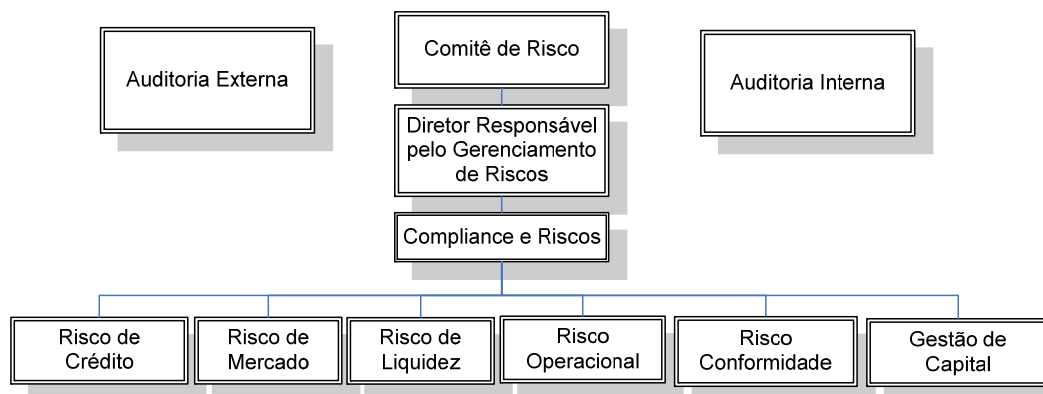 Auditoria Externa
Comitê de Risco
Auditoria Interna
Diretor Responsável
pelo Gerenciamento
de Riscos
Compliance e Riscos
Risco de
Crédito
Risco de
Mercado
Risco de
Liquidez
Risco
Operacional
Risco
Conformidade
Gestão de
Capital